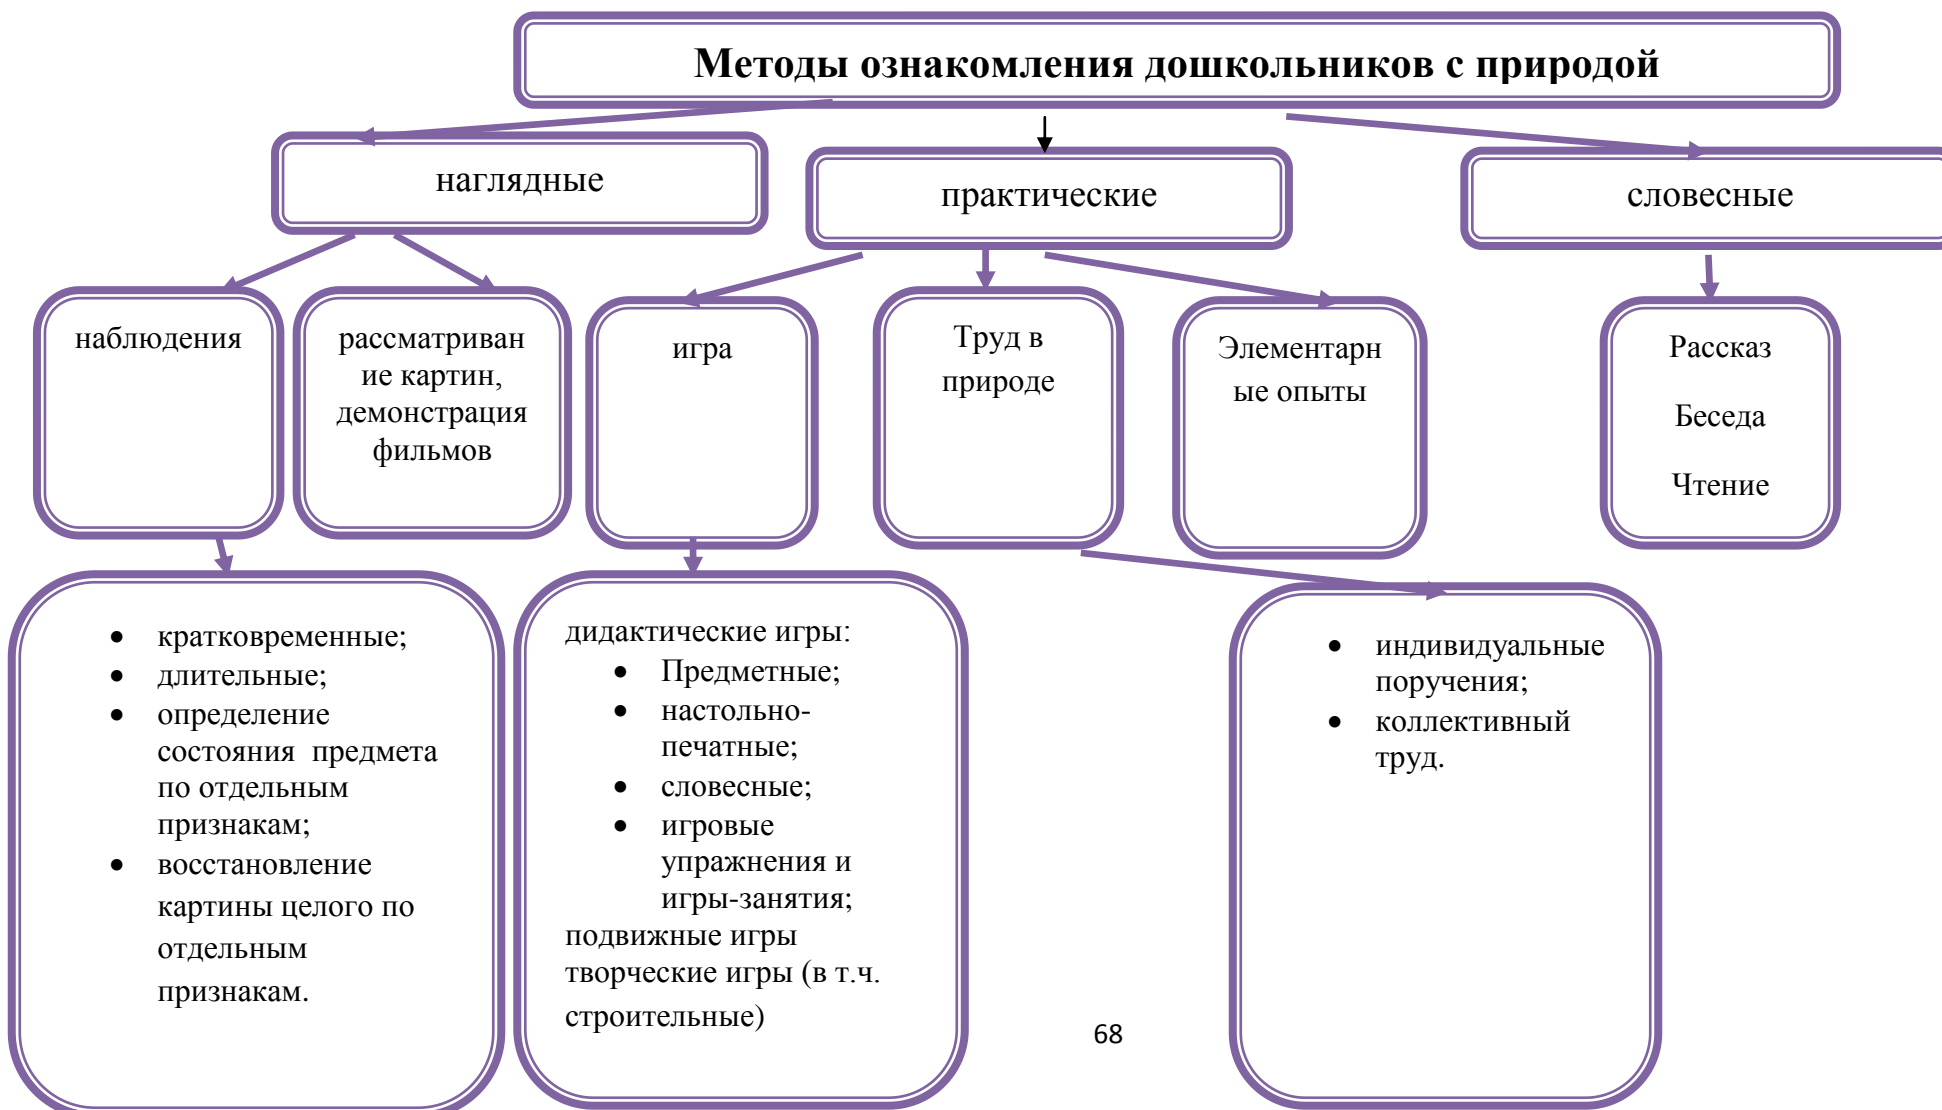 Методы ознакомления дошкольников с природой
наглядные
практические
словесные
наблюдения
рассматриван
ие картин,
демонстрация
фильмов
игра
Труд в
природе
Элементарн
ые опыты
Рассказ
Беседа
Чтение
• кратковременные;
• длительные;
• определение
состояния предмета
по отдельным
признакам;
• восстановление
картины целого по
отдельным
признакам.
дидактические игры:
• Предметные;
• настольно-
печатные;
• словесные;
• игровые
упражнения и
игры-занятия;
подвижные игры
творческие игры (в т.ч.
строительные)
• индивидуальные
поручения;
• коллективный
труд.
68